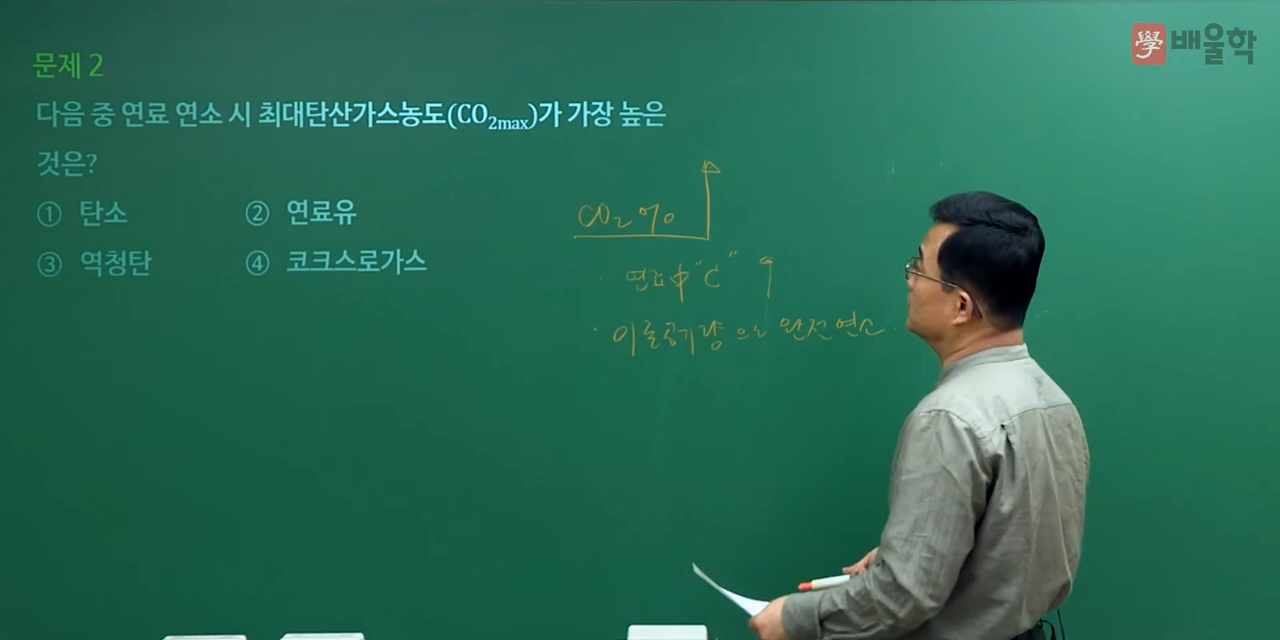 學 배울학
문제 2
다음 중 연료 연소 시 최대탄산가스농도(CO2max)가 가장 높은
것은?
① 탄소 ② 연료유
③ 역청탄 ④ 코크스로가스
CO2 %
· 연료中 "C" ↑
· 이론공기량으로 완전연소.